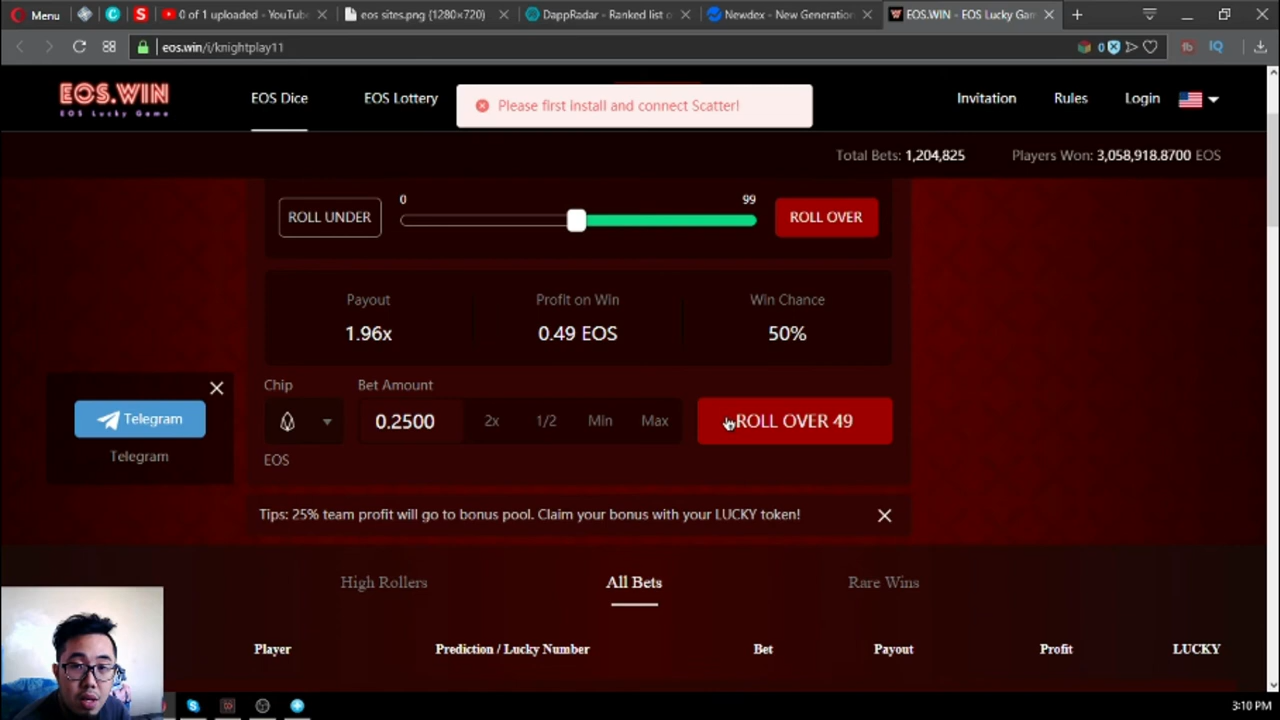 Menu
0 of 1 uploaded - YouTube
eos sites.png (1280×720)
DappRadar - Ranked list o
Newdex - New Generation
EOS.WIN - EOS Lucky Gam
eos.win/i/knightplay11
0
EOS.WIN
EOS Lucky Game
EOS Dice
EOS Lottery
Please first install and connect Scatter!
Invitation
Rules
Login
Total Bets: 1,204,825
Players Won: 3,058,918.8700 EOS
0
99
ROLL UNDER
ROLL OVER
Payout
Profit on Win
Win Chance
1.96x
0.49 EOS
50%
Chip
Bet Amount
Telegram
Telegram
0.2500
2x
1/2
Min
Max
ROLL OVER 49
EOS
Tips: 25% team profit will go to bonus pool. Claim your bonus with your LUCKY token!
High Rollers
All Bets
Rare Wins
Player
Prediction / Lucky Number
Bet
Payout
Profit
LUCKY
3:10 PM